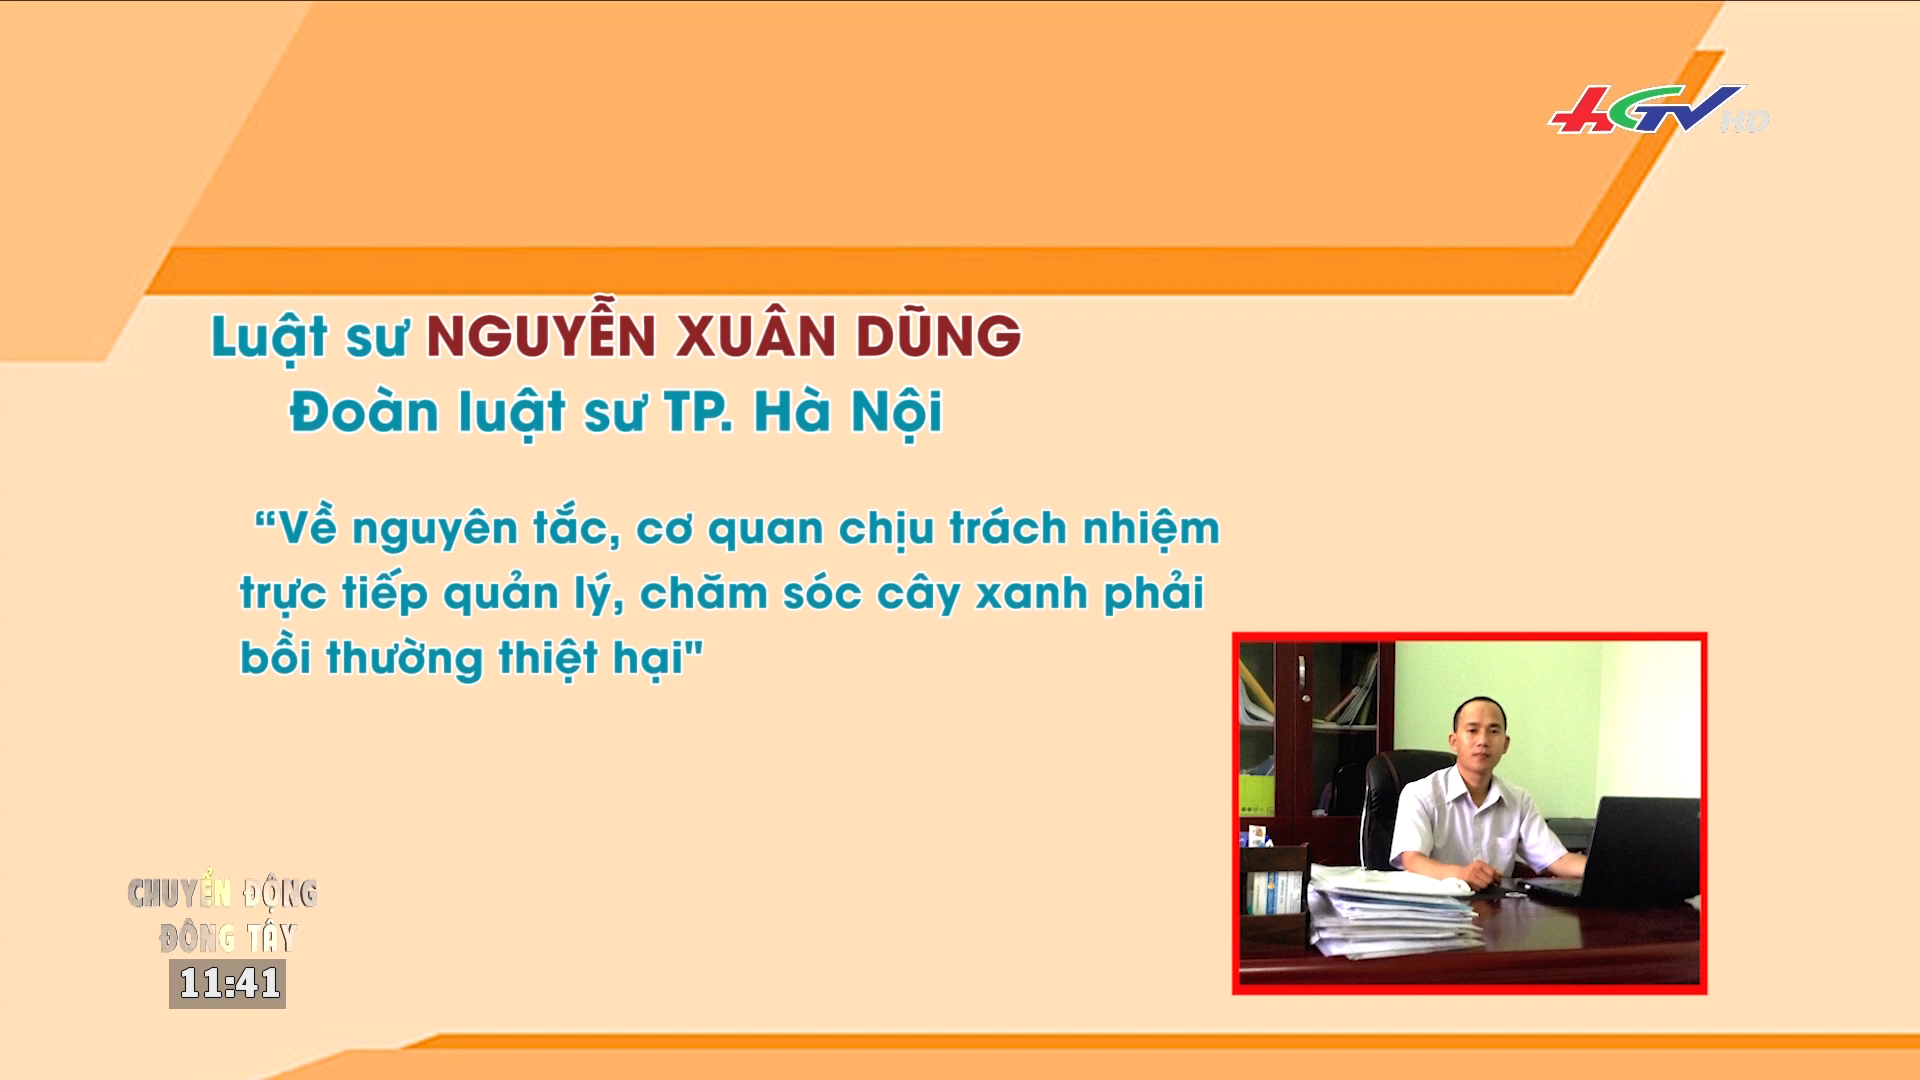 HGTV HD
Luật sư NGUYỄN XUÂN DŨNG
Đoàn luật sư TP. Hà Nội
“Về nguyên tắc, cơ quan chịu trách nhiệm
trực tiếp quản lý, chăm sóc cây xanh phải
bồi thường thiệt hại"
CHUYỂN ĐỘNG
ĐÔNG TÂY
11:41